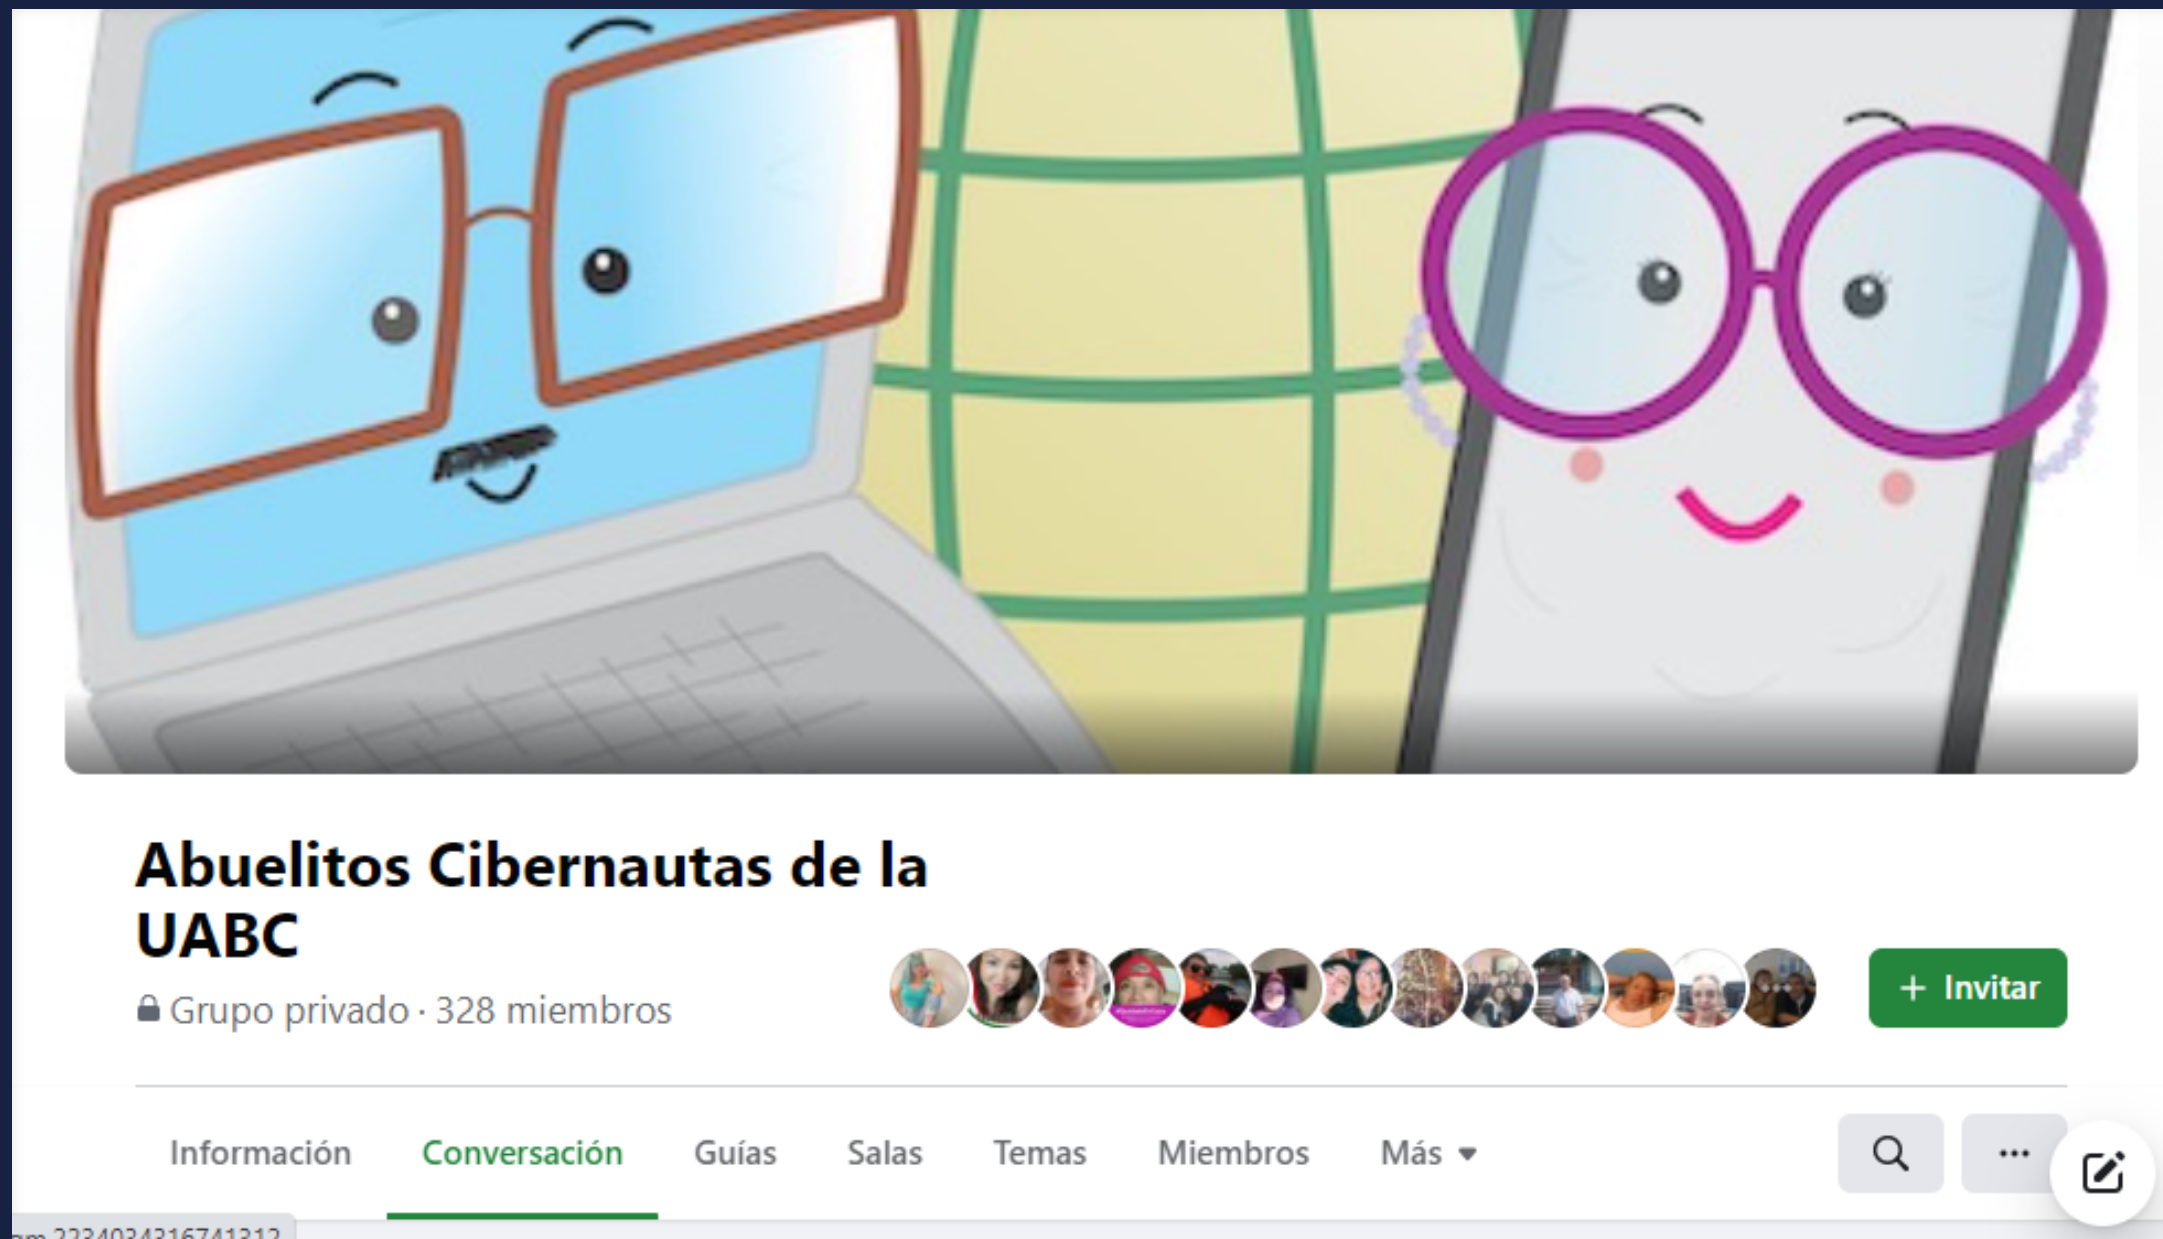 Abuelitos Cibernautas de la
UABC
Grupo privado · 328 miembros
+ Invitar
Información Conversación Guías Salas Temas Miembros Más